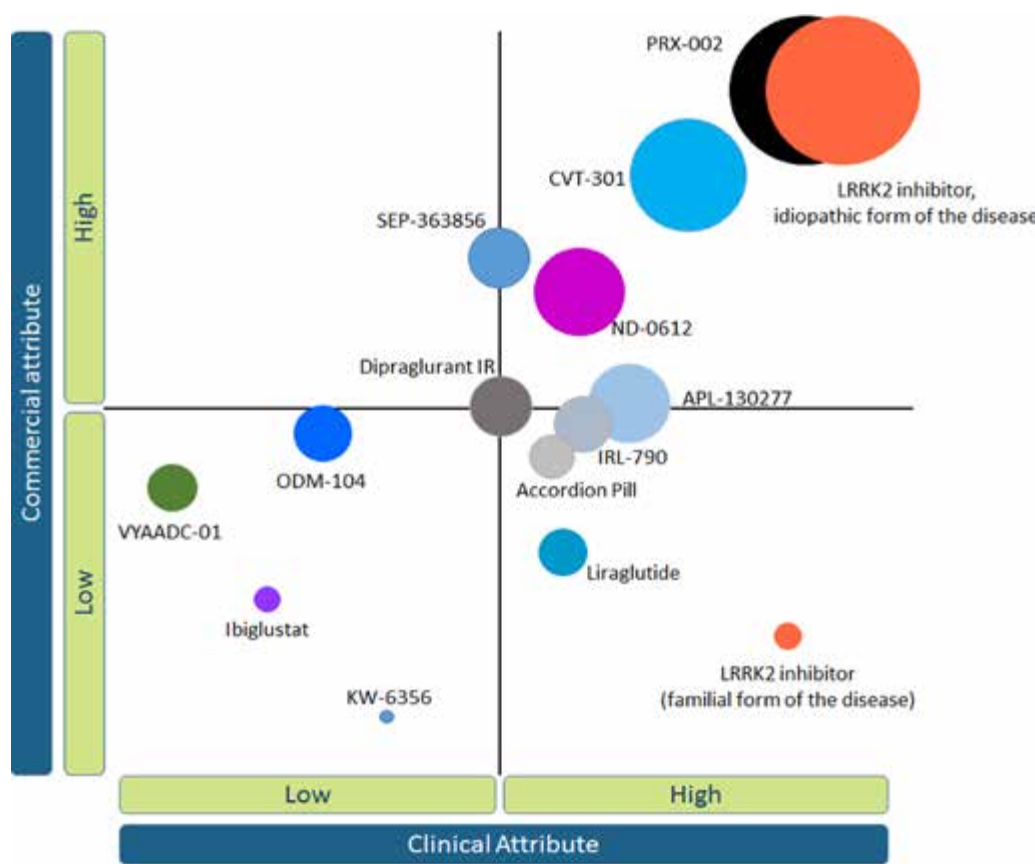 PRX-002
CVT-301
LRRK2 inhibitor,
idiopathic form of the disease
SEP-363856
ND-0612
Dipraglurant IR
APL-130277
IRL-790
Accordion Pill
ODM-104
VYAADC-01
Liraglutide
Ibiglustat
LRRK2 inhibitor
(familial form of the disease)
KW-6356
Commercial attribute
High
Low
Low
High
Clinical Attribute